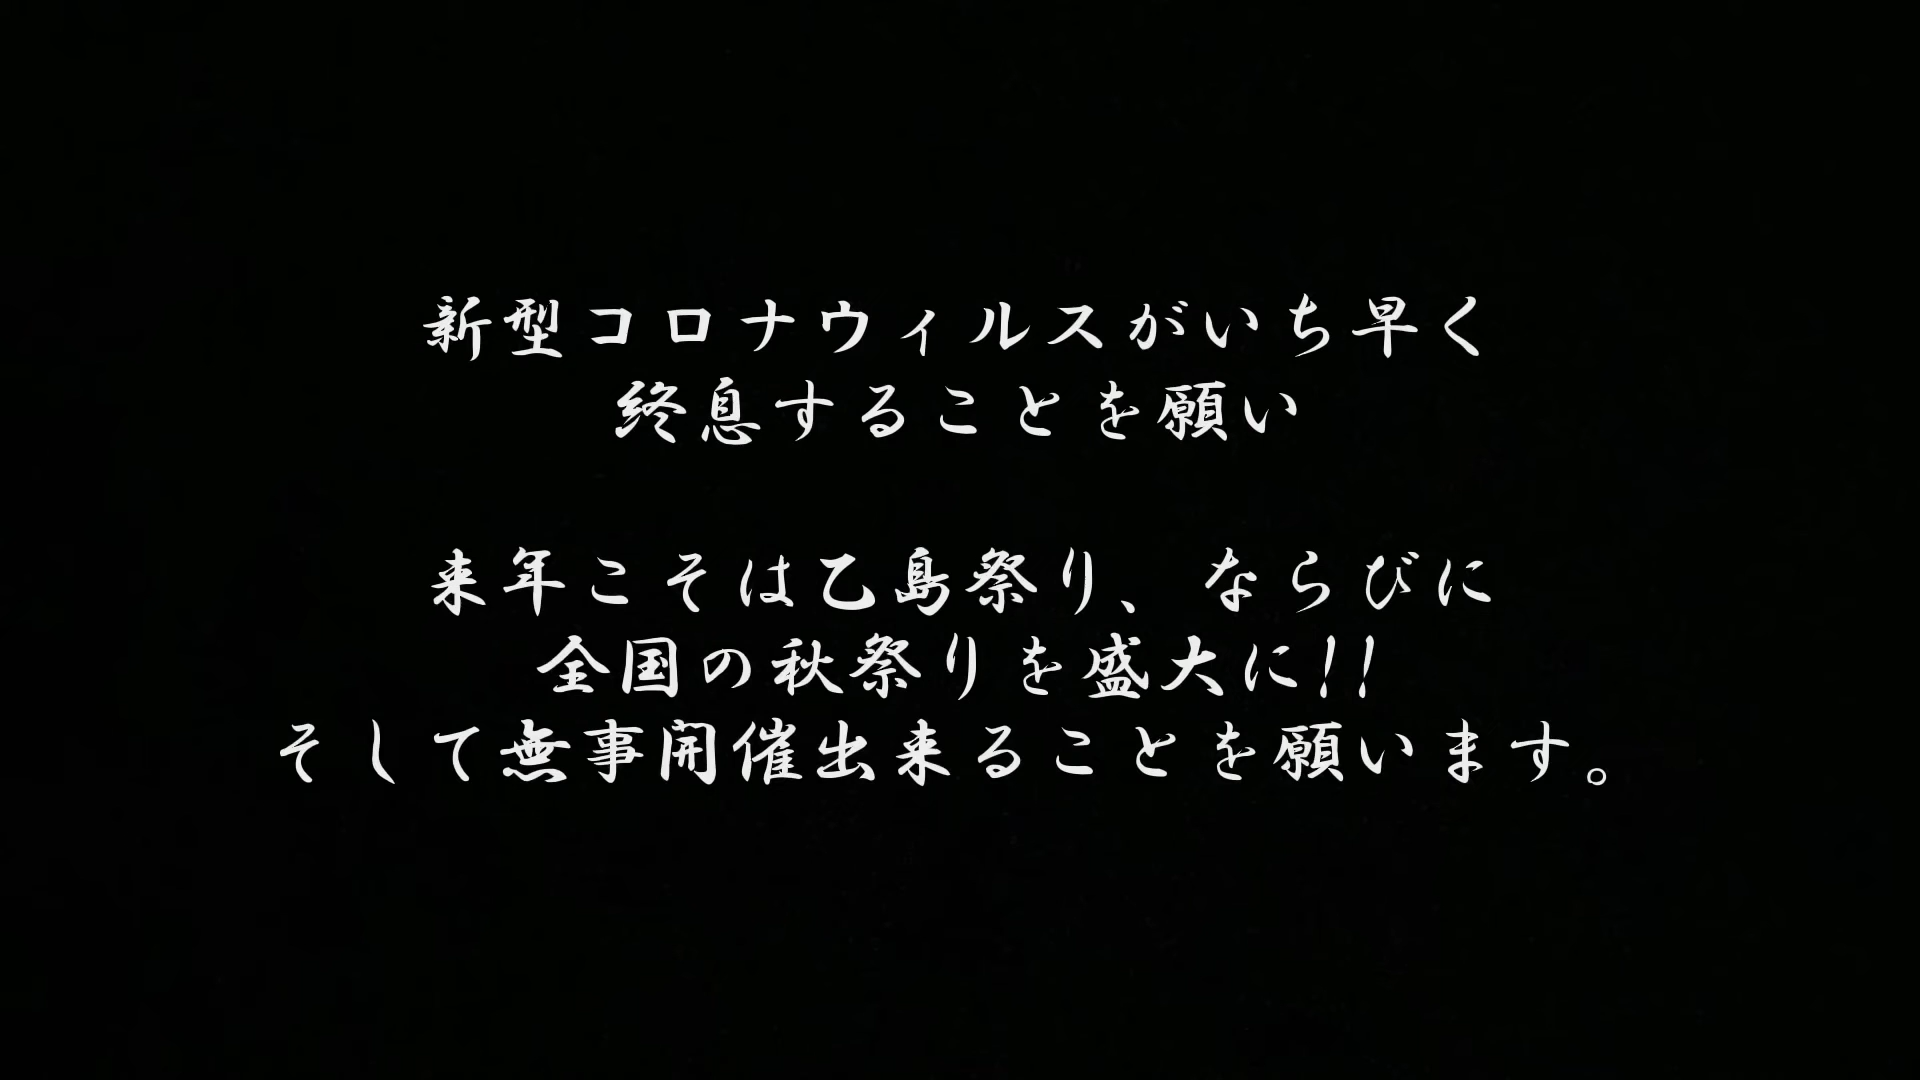 新型コロナウィルスがいち早く
終息することを願い
来年こそは乙島祭り、ならびに
全国の秋祭りを盛大に!!
そして無事開催出来ることを願います。